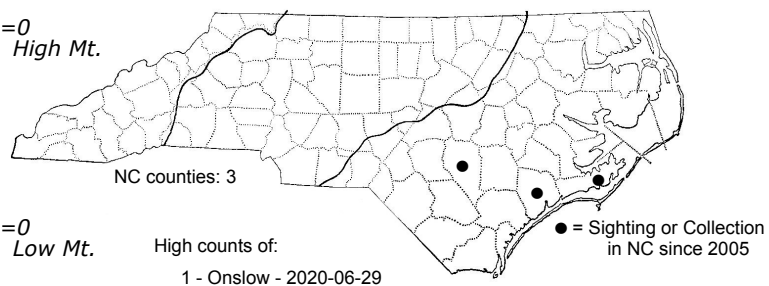 =0
High Mt.
NC counties: 3
=0
Low Mt.
High counts of:
1 - Onslow - 2020-06-29
● = Sighting or Collection
in NC since 2005